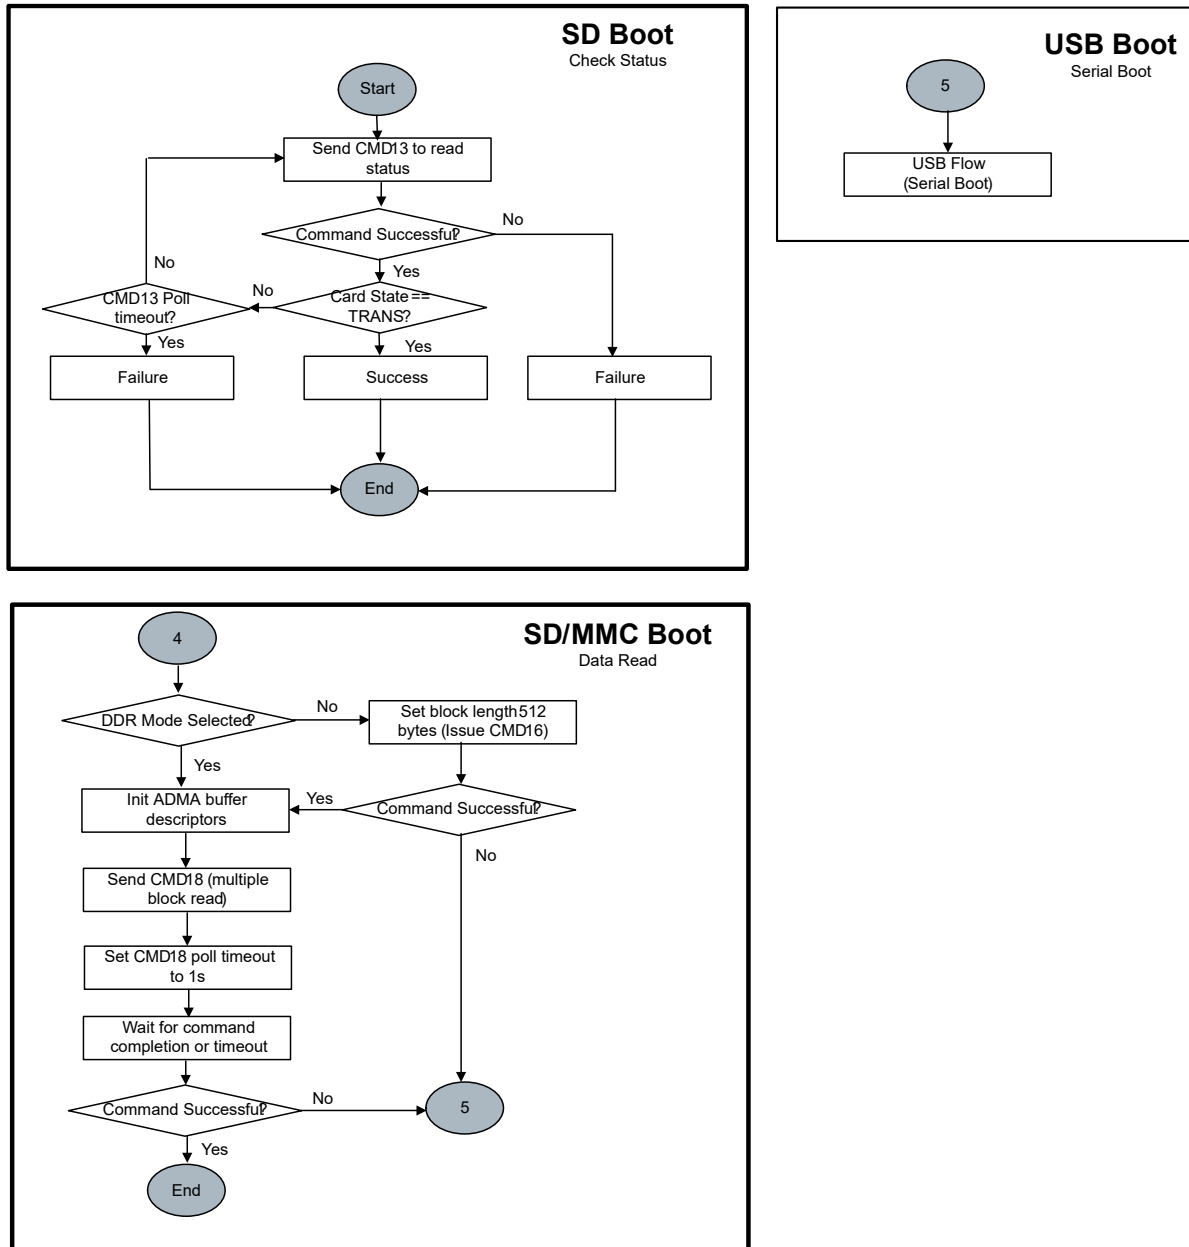 SD Boot
Check Status
Start
Send CMD13 to read
status
Command Successful?
No
Yes
Card State ==
TRANS?
No
CMD13 Poll
timeout?
No
Yes
Yes
Failure
Success
Failure
End
USB Boot
Serial Boot
5
USB Flow
(Serial Boot)
SD/MMC Boot
Data Read
4
DDR Mode Selected?
No
Set block length 512
bytes (Issue CMD16)
Yes
Init ADMA buffer
descriptors
Yes
Command Successful?
No
Send CMD18 (multiple
block read)
Set CMD18 poll timeout
to 1s
Wait for command
completion or timeout
Command Successful?
No
5
Yes
End